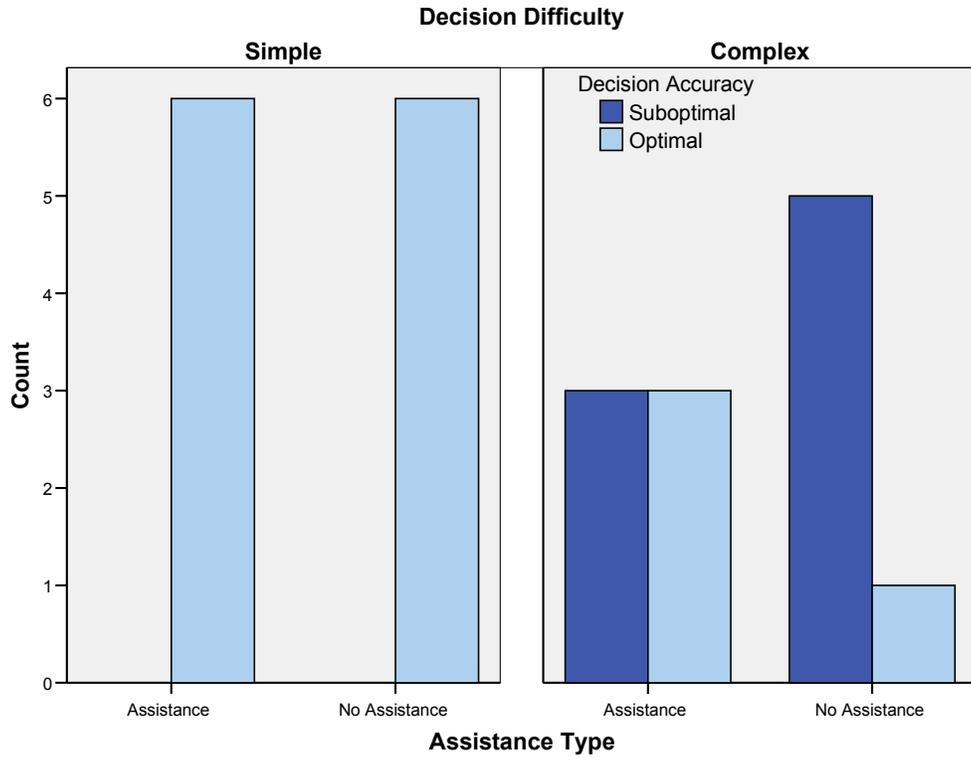 Decision Difficulty
Simple
Complex
Decision Accuracy
Suboptimal
Optimal
Count
6
5
4
3
2
1
0
Assistance
No Assistance
Assistance
No Assistance
Assistance Type